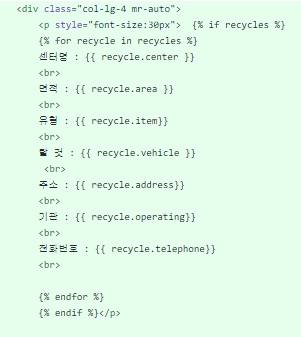 <div class="col-lg-4 mr-auto">
<p style="font-size:30px">  {% if recycles %}
{% for recycle in recycles %}
센터명 : {{ recycle.center }}
<br>
면적 : {{ recycle.area }}
<br>
유형 : {{ recycle.item}}
<br>
탈 것 : {{ recycle.vehicle }}
<br>
주소 : {{ recycle.address}}
<br>
기관 : {{ recycle.operating}}
<br>
전화번호 : {{ recycle.telephone}}
<br>
{% endfor %}
{% endif %}</p>